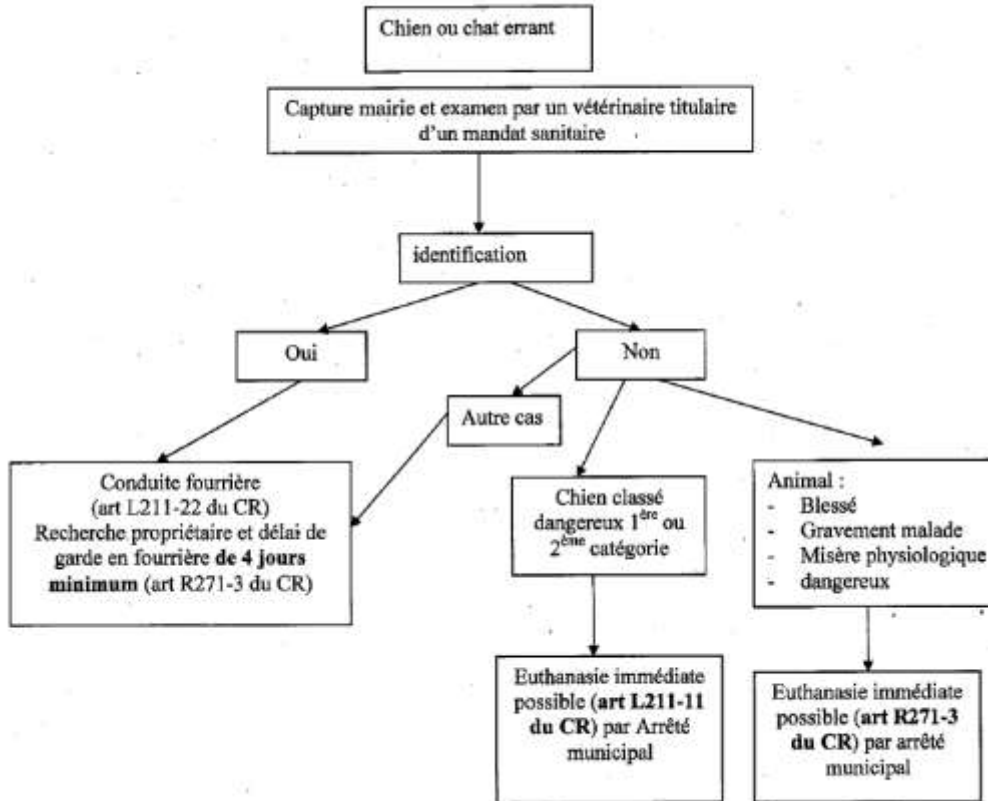 Chien ou chat errant
Capture mairie et examen par un vétérinaire titulaire
d'un mandat sanitaire
identification
Oui
Non
Autre cas
Conduite fourrière
(art L211-22 du CR)
Recherche propriétaire et délai de
garde en fourrière de 4 jours
minimum (art R271-3 du CR)
Chien classé
dangereux 1ère ou
2ème catégorie
Animal :
- Blessé
- Gravement malade
- Misère physiologique
- dangereux
Euthanasie immédiate
possible (art L211-11
du CR) par Arrêté
municipal
Euthanasie immédiate
possible (art R271-3
du CR) par arrêté
municipal